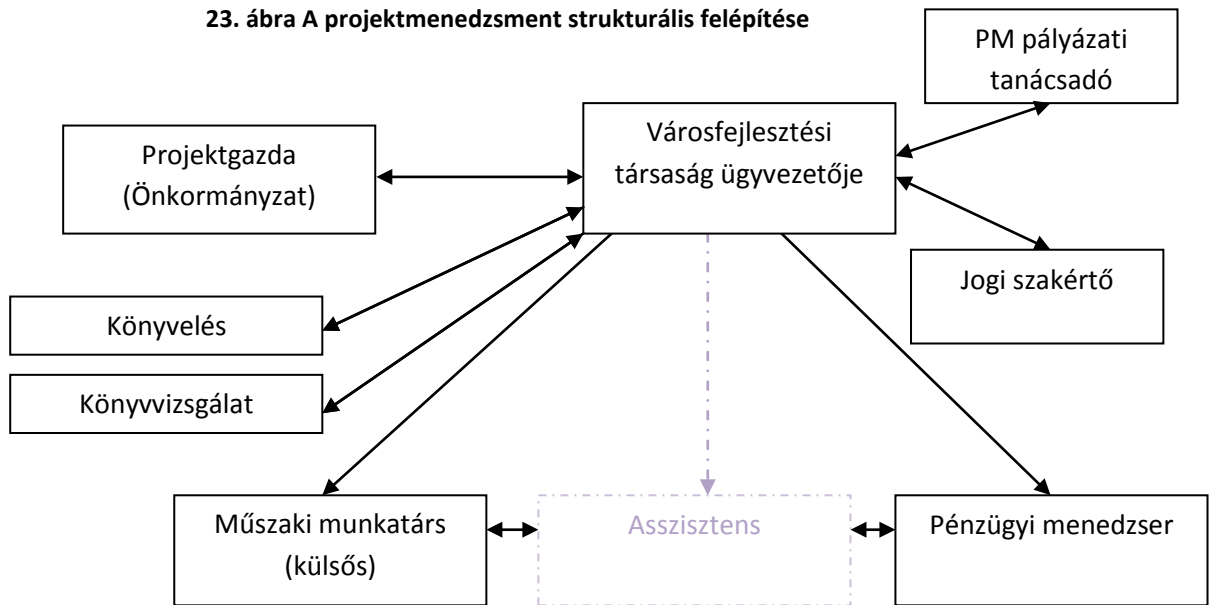 23. ábra A projektmenedzsment strukturális felépítése
PM pályázati
tanácsadó
Városfejlesztési
társaság ügyvezetője
Projektgazda
(Önkormányzat)
Jogi szakértő
Könyvelés
Könyvvizsgálat
Műszaki munkatárs
(külsős)
Asszisztens
Pénzügyi menedzser